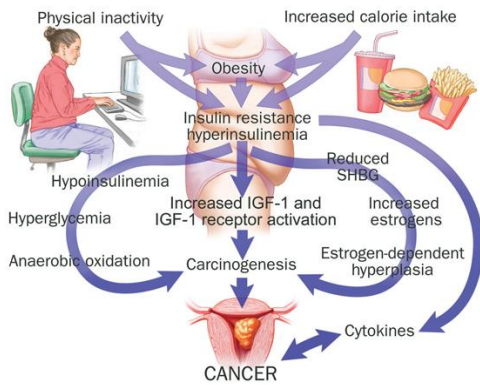 Physical inactivity
Increased calorie intake
Obesity
Insulin resistance
hyperinsulinemia
Hypoinsulinemia
Reduced
SHBG
Hyperglycemia
Increased IGF-1 and
IGF-1 receptor activation
Increased
estrogens
Anaerobic oxidation
Carcinogenesis
Estrogen-dependent
hyperplasia
Cytokines
CANCER